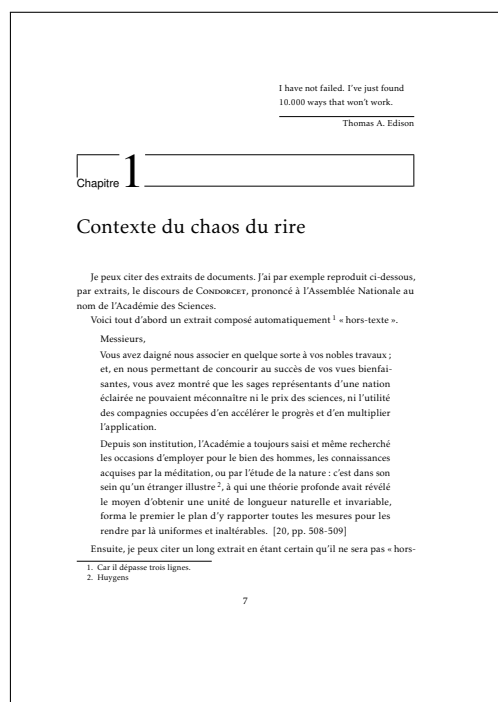 I have not failed. I've just found
10.000 ways that won't work.
Thomas A. Edison
Chapitre 1
Contexte du chaos du rire
Je peux citer des extraits de documents. J'ai par exemple reproduit ci-dessous,
par extraits, le discours de Condorcet, prononcé à l'Assemblée Nationale au
nom de l'Académie des Sciences.
Voici tout d'abord un extrait composé automatiquement 1 « hors-texte ».
Messieurs,
Vous avez daigné nous associer en quelque sorte à vos nobles travaux ;
et, en nous permettant de concourir au succès de vos vues bienfai-
santes, vous avez montré que les sages représentants d'une nation
éclairée ne pouvaient méconnaître ni le prix des sciences, ni l'utilité
des compagnies occupées d'en accélérer le progrès et d'en multiplier
l'application.
Depuis son institution, l'Académie a toujours saisi et même recherché
les occasions d'employer pour le bien des hommes, les connaissances
acquises par la méditation, ou par l'étude de la nature : c'est dans son
sein qu'un étranger illustre 2, à qui une théorie profonde avait révélé
le moyen d'obtenir une unité de longueur naturelle et invariable,
forma le premier le plan d'y rapporter toutes les mesures pour les
rendre par là uniformes et inaltérables. [20, pp. 508-509]
Ensuite, je peux citer un long extrait en étant certain qu'il ne sera pas « hors-
1. Car il dépasse trois lignes.
2. Huygens
7